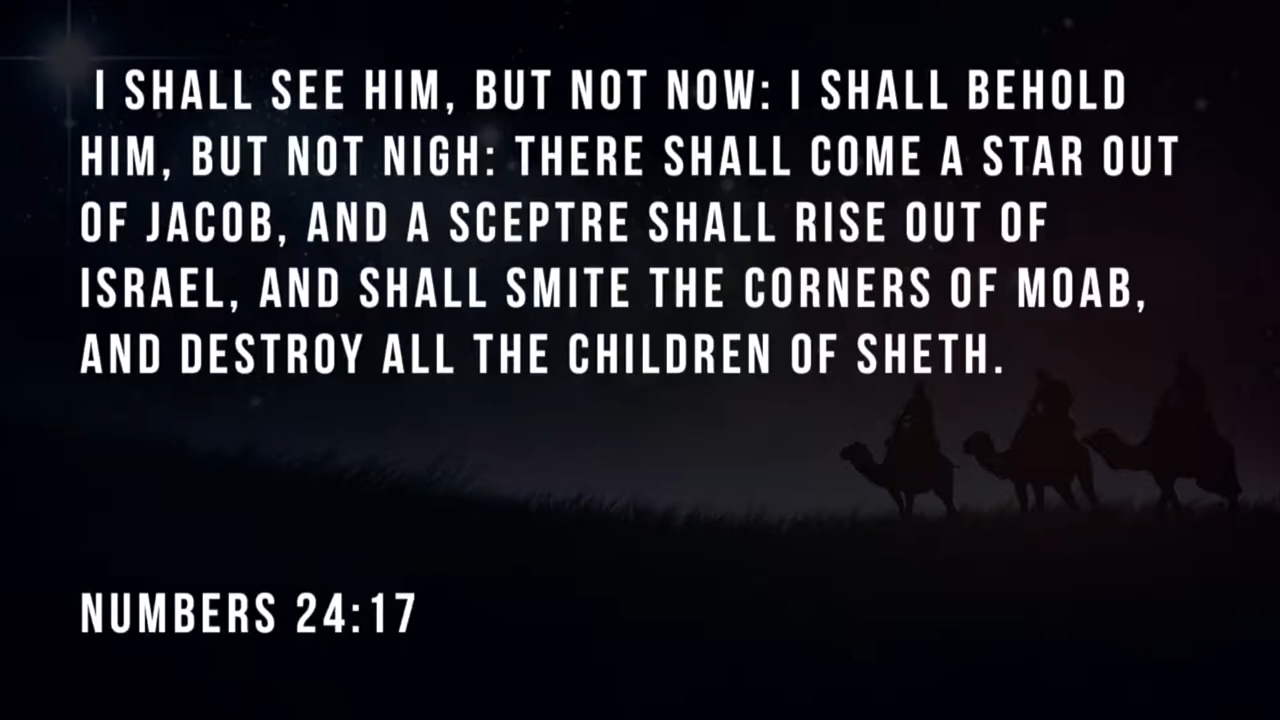 I SHALL SEE HIM, BUT NOT NOW: I SHALL BEHOLD
HIM, BUT NOT NIGH: THERE SHALL COME A STAR OUT
OF JACOB, AND A SCEPTRE SHALL RISE OUT OF
ISRAEL, AND SHALL SMITE THE CORNERS OF MOAB,
AND DESTROY ALL THE CHILDREN OF SHETH.
NUMBERS 24:17